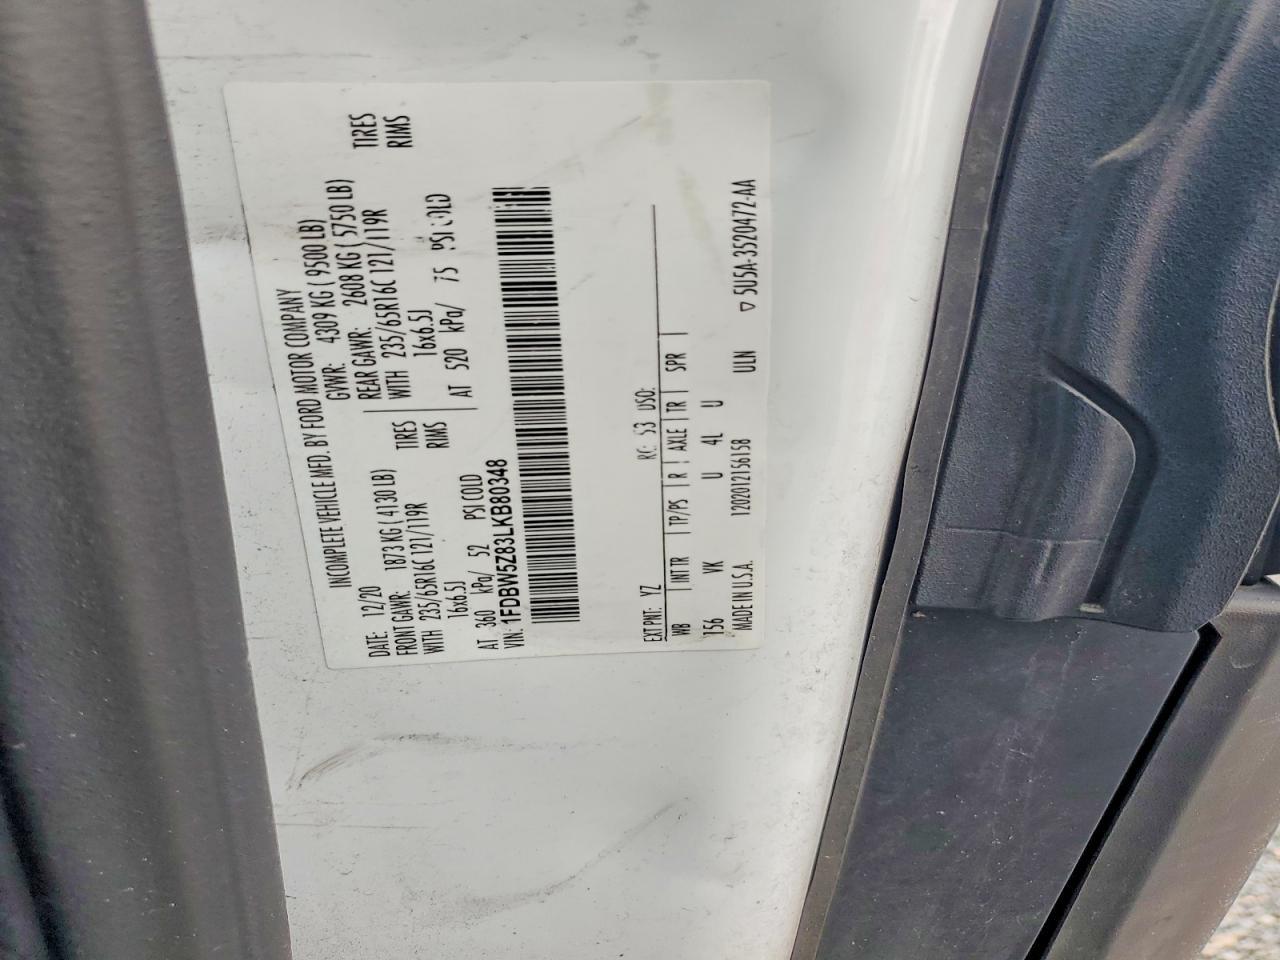 INCOMPLETE VEHICLE MFD. BY FORD MOTOR COMPANY
DATE: 12/20 GVWR: 4309 KG ( 9500 LB)
FRONT GAWR: 1873 KG ( 4130 LB) REAR GAWR: 2608 KG ( 5750 LB)
WITH 235/65R16C 121/119R TIRES WITH 235/65R16C 121/119R TIRES
16x6.5J RIMS 16x6.5J RIMS
AT 360 kPa/ 52 PSI COLD AT 520 kPa/ 75 PSI COLD
VIN: 1FDBW5Z83LKB80348
EXT PNT: YZ RC: 53 DSO:
WB INT TR TP/PS R AXLE TR SPR
156 VK U 4L U
MADE IN U.S.A. 120201215615B ULN ▽ 5U5A-3520472-AA